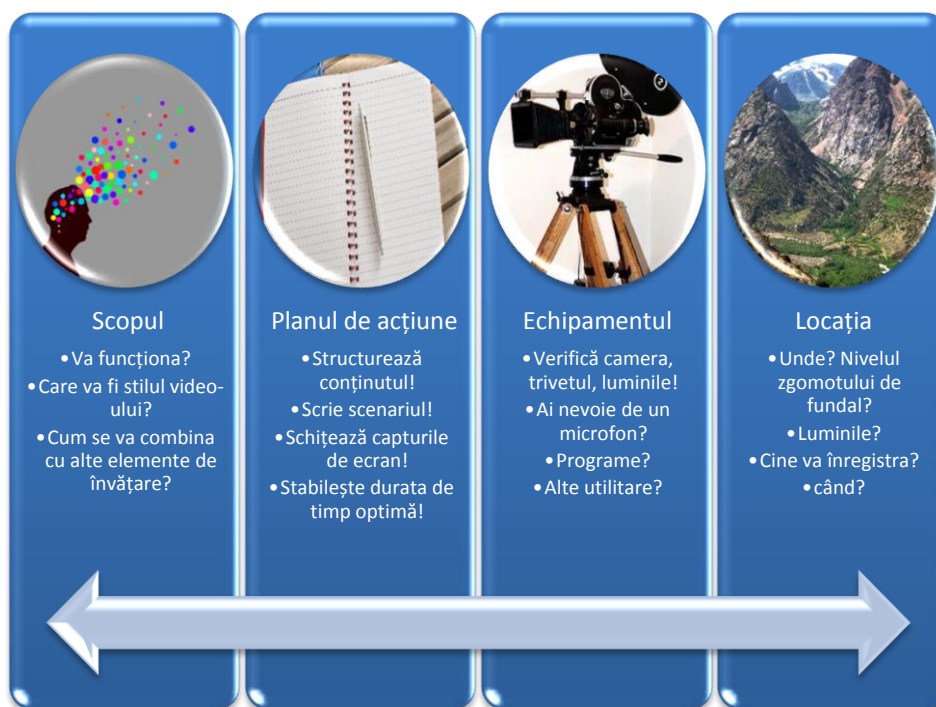 Scopul
•Va funcționa?
•Care va fi stilul video-
ului?
•Cum se va combina
cu alte elemente de
învățare?
Planul de acțiune
•Structurează
conținutul!
•Scrie scenariul!
•Schițează capturile
de ecran!
•Stabilește durata de
timp optimă!
Echipamentul
•Verifică camera,
trivetul, luminile!
•Ai nevoie de un
microfon?
•Programe?
•Alte utilitare?
Locația
•Unde? Nivelul
zgomotului de
fundal?
•Luminile?
•Cine va înregistra?
•când?